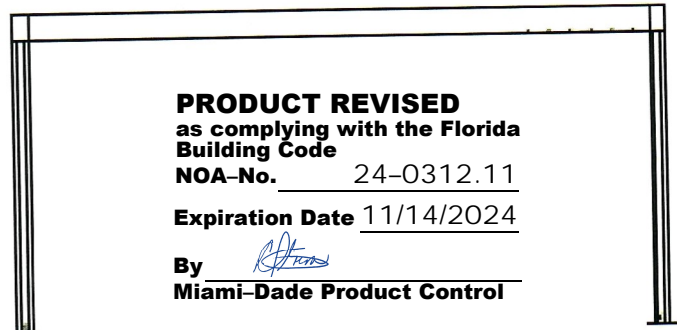 PRODUCT REVISED
as complying with the Florida
Building Code
NOA–No. 24–0312.11
Expiration Date 11/14/2024
By
Miami–Dade Product Control